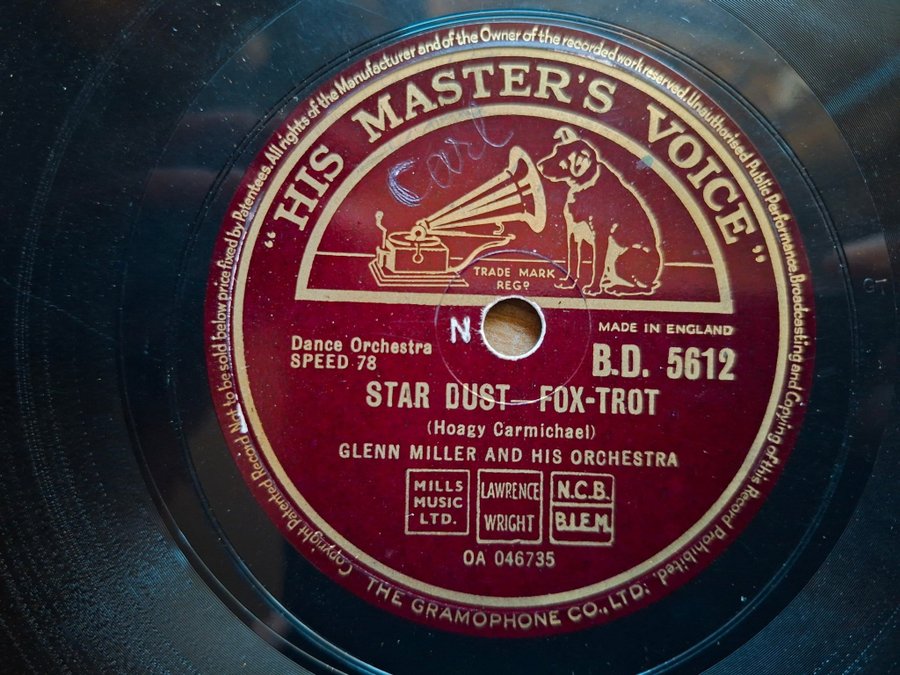 Copyright. Patented Record Not to be sold below price fixed by Patentees. All rights of the Manufacturer and of the Owner of the recorded work reserved. Unauthorised Public Performance, Broadcasting and Copying of this Record Prohibited.
"HIS MASTER'S VOICE"
Earl
TRADE MARK
REGD
N
MADE IN ENGLAND
Dance Orchestra
SPEED 78
B.D. 5612
STAR DUST — FOX-TROT
(Hoagy Carmichael)
GLENN MILLER AND HIS ORCHESTRA
MILLS
MUSIC
LTD.
LAWRENCE
WRIGHT
N.C.B.
B.I.E.M.
OA 046735
THE GRAMOPHONE CO., LTD.
5